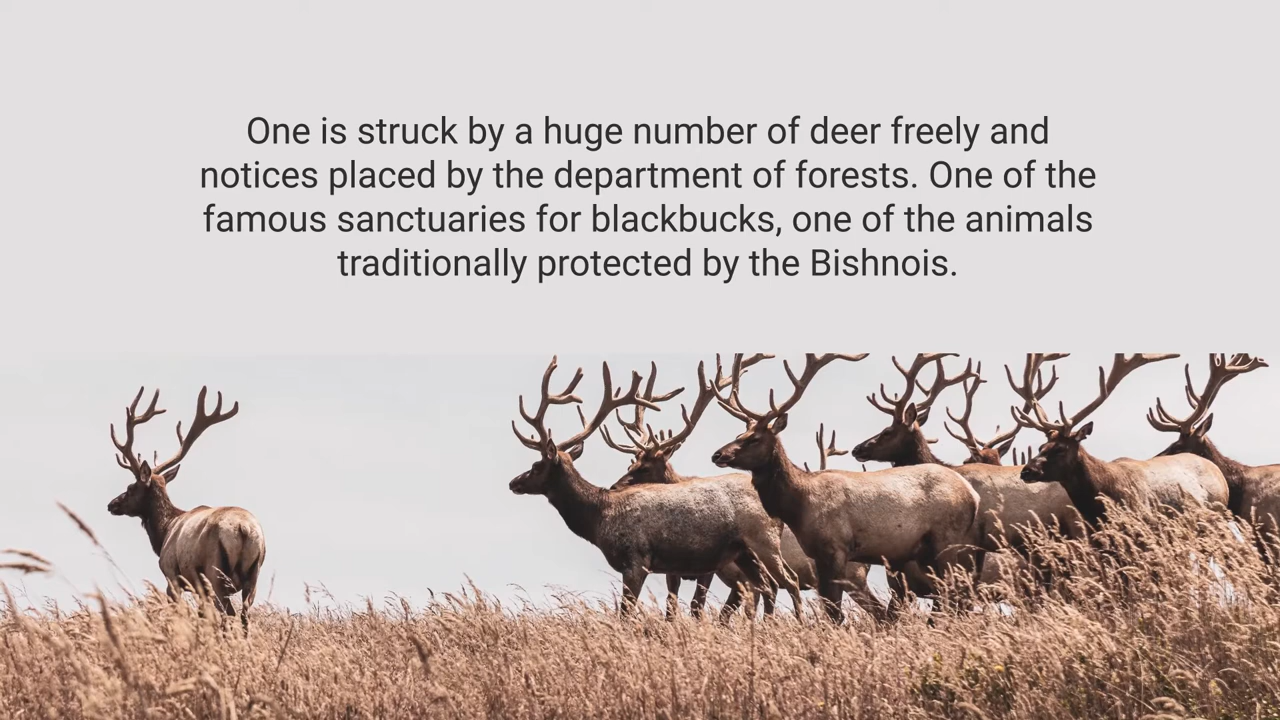 One is struck by a huge number of deer freely and
notices placed by the department of forests. One of the
famous sanctuaries for blackbucks, one of the animals
traditionally protected by the Bishnois.